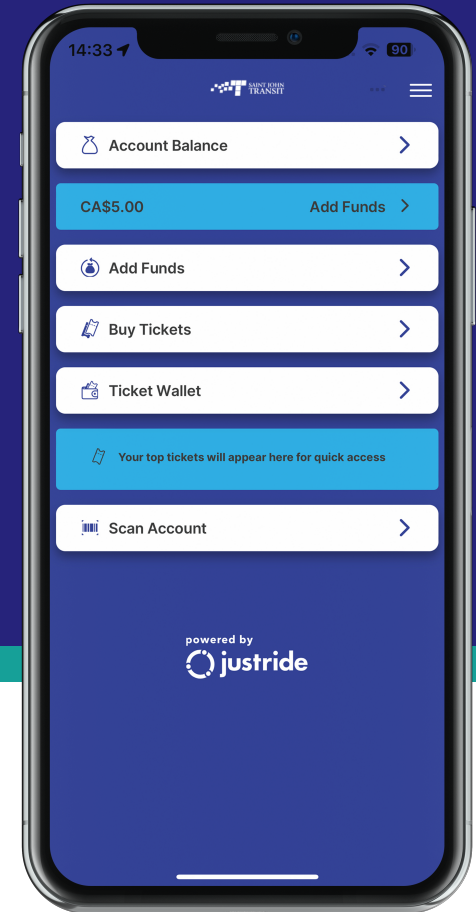 14:33
90
SAINT JOHN
TRANSIT
Account Balance
CA$5.00 Add Funds
Add Funds
Buy Tickets
Ticket Wallet
Your top tickets will appear here for quick access
Scan Account
powered by
justride